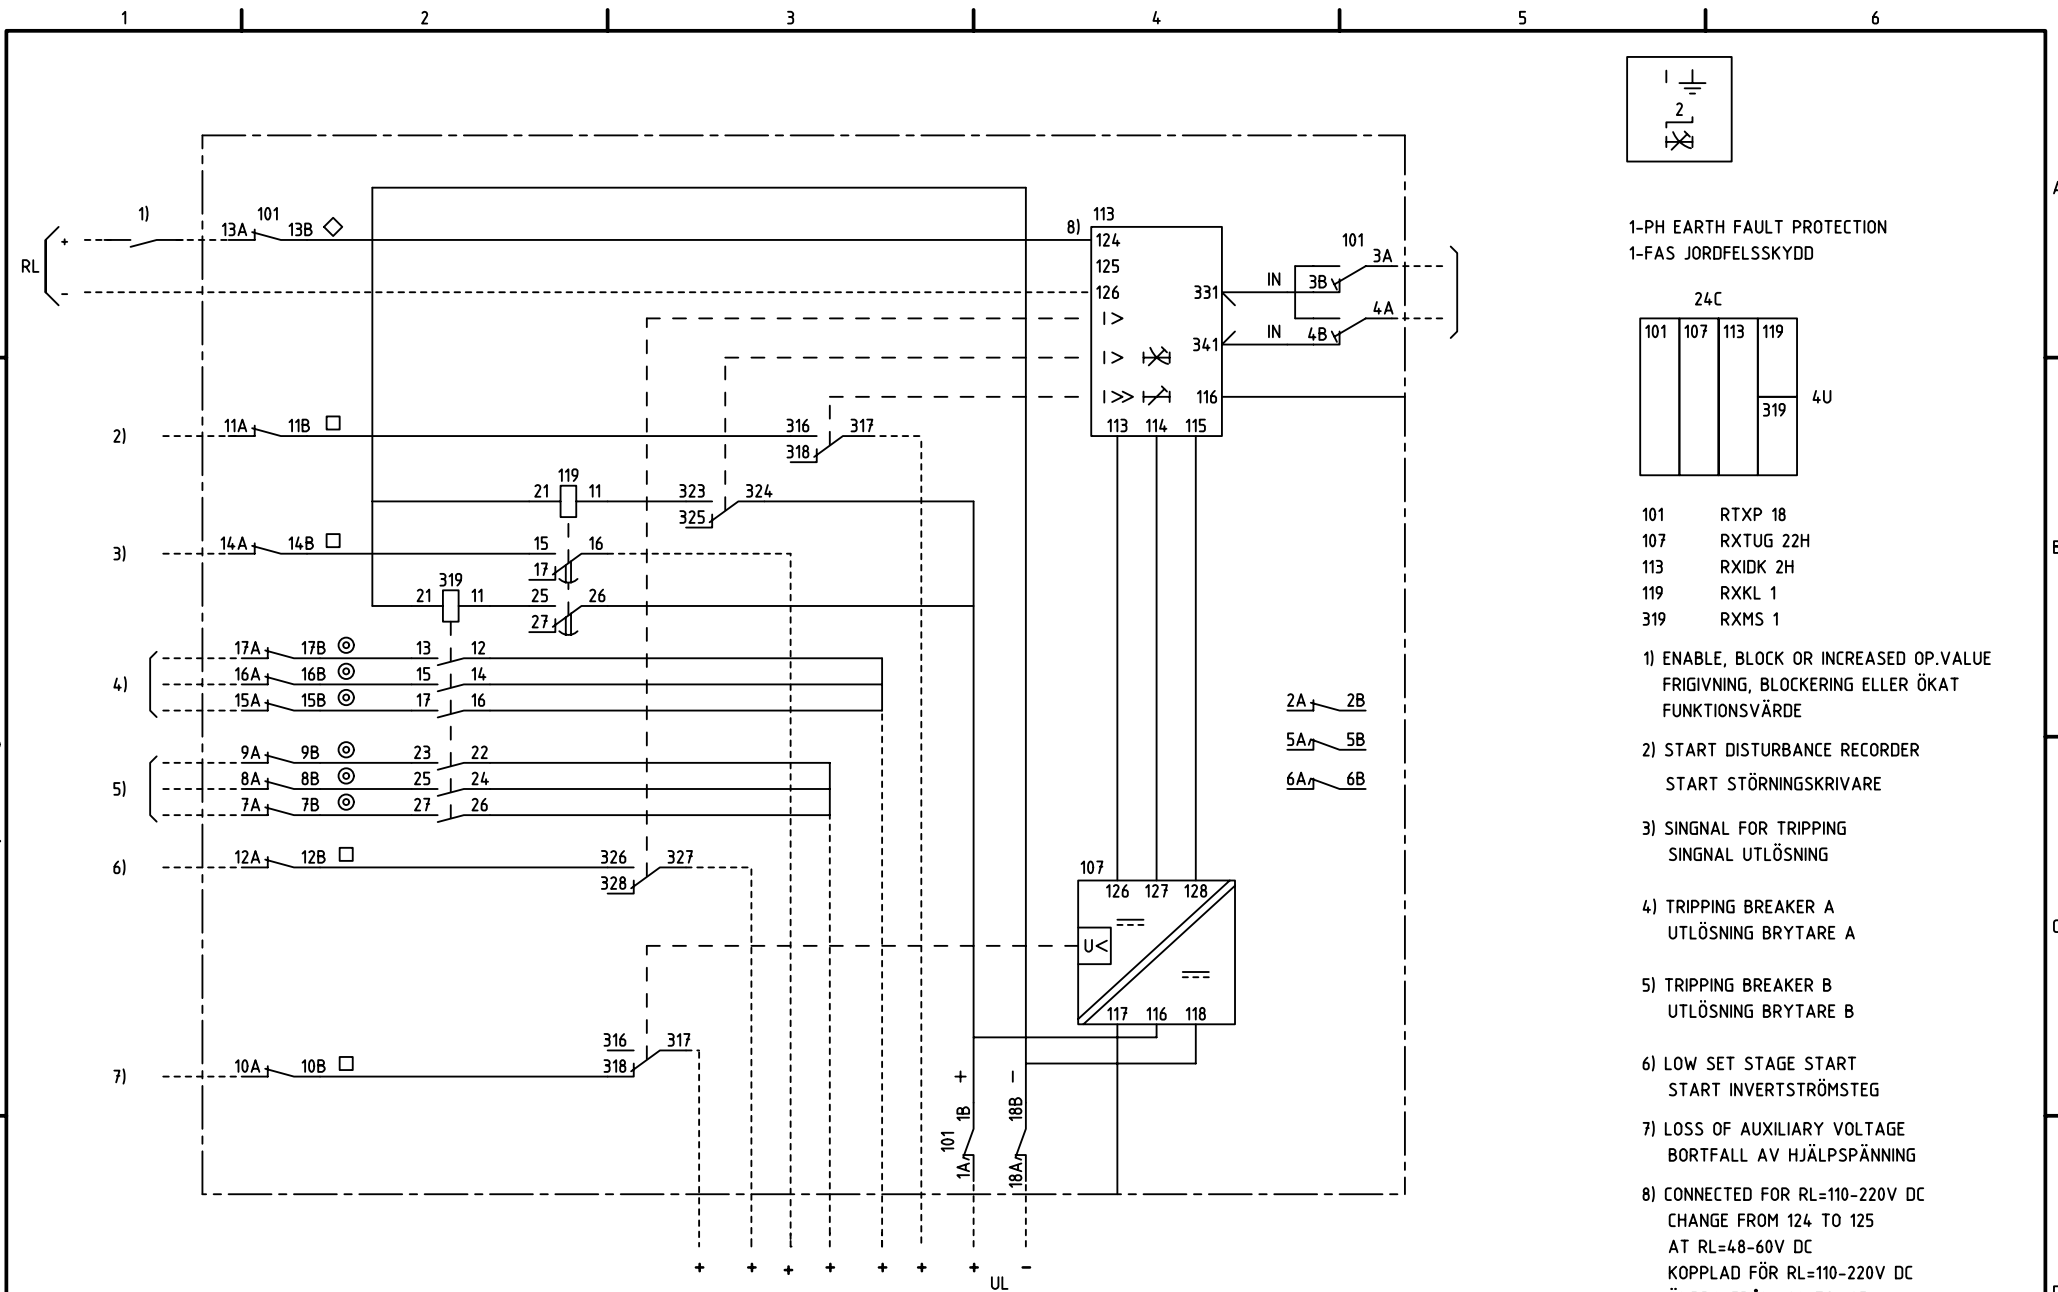 1 2 3 4 5 6
I
2
1)
13A 101 13B
8) 113
124
125
126
I>
I>
I>>
331
341
116
113 114 115
RL
+
-
IN 3B 101 3A
IN 4B 4A
1-PH EARTH FAULT PROTECTION
1-FAS JORDFELSSKYDD
24C
101 107 113 119
319
4U
2) 11A 11B 316 317
318
119
21 11 323 324
325
3) 14A 14B 15 16
17
319
21 11 25 26
27
17A 17B 13 12
4) 16A 16B 15 14
15A 15B 17 16
9A 9B 23 22
5) 8A 8B 25 24
7A 7B 27 26
6) 12A 12B 326 327
328
316 317
7) 10A 10B 318
2A 2B
5A 5B
6A 6B
107
126 127 128
U<
117 116 118
+ -
1B 18B
101
1A 18A
+ + + + + + + -
UL
101 RTXP 18
107 RXTUG 22H
113 RXIDK 2H
119 RXKL 1
319 RXMS 1
1) ENABLE, BLOCK OR INCREASED OP.VALUE
FRIGIVNING, BLOCKERING ELLER ÖKAT
FUNKTIONSVÄRDE
2) START DISTURBANCE RECORDER
START STÖRNINGSKRIVARE
3) SINGNAL FOR TRIPPING
SINGNAL UTLÖSNING
4) TRIPPING BREAKER A
UTLÖSNING BRYTARE A
5) TRIPPING BREAKER B
UTLÖSNING BRYTARE B
6) LOW SET STAGE START
START INVERTSTRÖMSTEG
7) LOSS OF AUXILIARY VOLTAGE
BORTFALL AV HJÄLPSPÄNNING
8) CONNECTED FOR RL=110-220V DC
CHANGE FROM 124 TO 125
AT RL=48-60V DC
KOPPLAD FÖR RL=110-220V DC